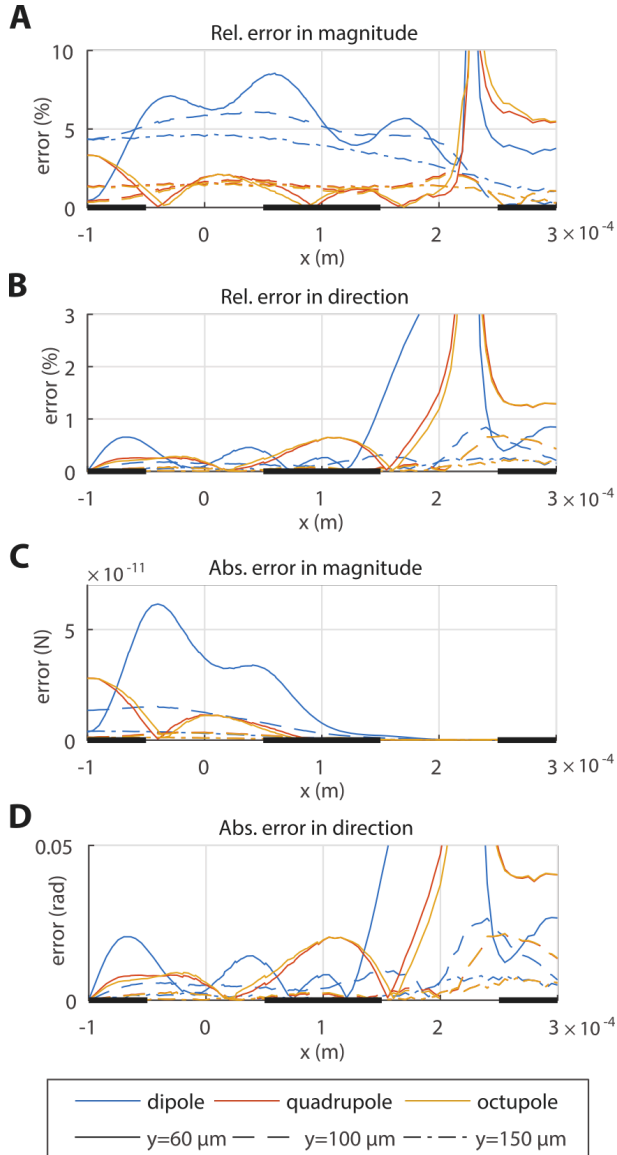 A
Rel. error in magnitude
10
5
0
error (%)
-1 0 1 2 3 × 10⁻⁴
x (m)
B
Rel. error in direction
3
2
1
0
error (%)
-1 0 1 2 3 × 10⁻⁴
x (m)
C
× 10⁻¹¹
Abs. error in magnitude
5
0
error (N)
-1 0 1 2 3 × 10⁻⁴
x (m)
D
Abs. error in direction
0.05
0
error (rad)
-1 0 1 2 3 × 10⁻⁴
x (m)
dipole quadrupole octupole
y=60 μm y=100 μm y=150 μm